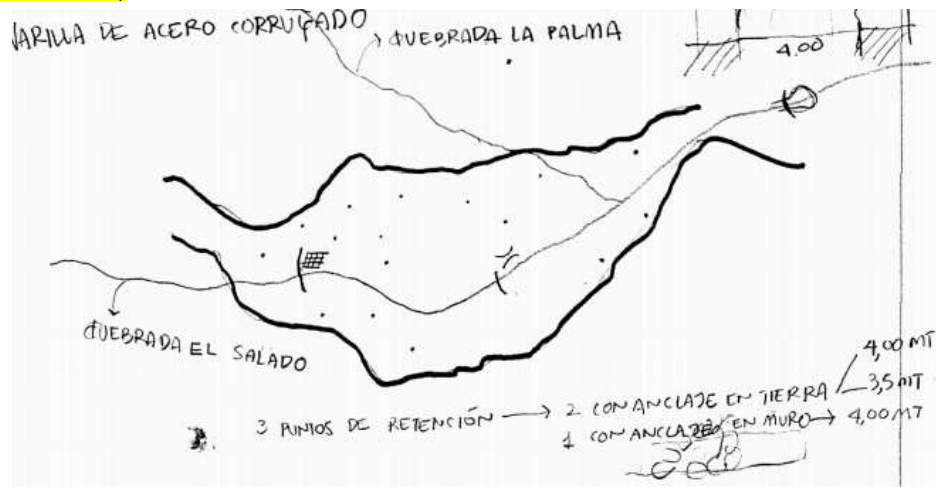 VARILLA DE ACERO CORRUGADO
QUEBRADA LA PALMA
4.00
QUEBRADA EL SALADO
3 PUNTOS DE RETENCIÓN → 2 CON ANCLAJE EN TIERRA
4,00 MT
3,5 MT
1 CON ANCLAJE EN MURO → 4,00 MT